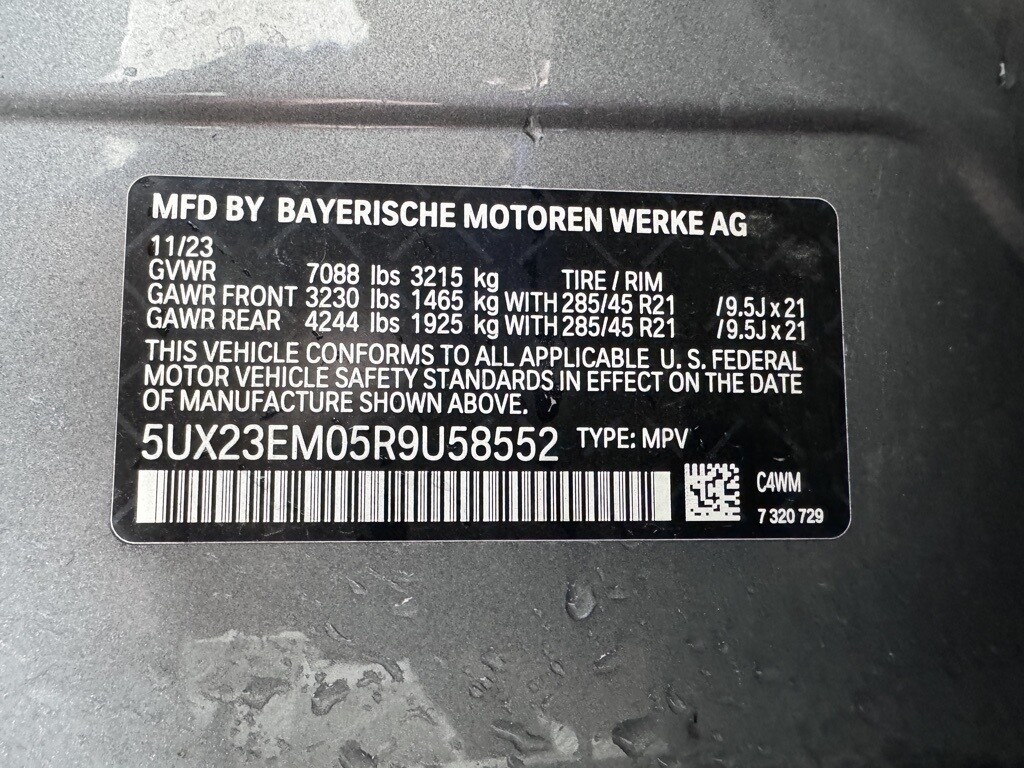 MFD BY BAYERISCHE MOTOREN WERKE AG
11/23
GVWR 7088 lbs 3215 kg TIRE / RIM
GAWR FRONT 3230 lbs 1465 kg WITH 285/45 R21 /9.5J x 21
GAWR REAR 4244 lbs 1925 kg WITH 285/45 R21 /9.5J x 21
THIS VEHICLE CONFORMS TO ALL APPLICABLE U. S. FEDERAL
MOTOR VEHICLE SAFETY STANDARDS IN EFFECT ON THE DATE
OF MANUFACTURE SHOWN ABOVE.
5UX23EM05R9U58552 TYPE: MPV
C4WM
7 320 729